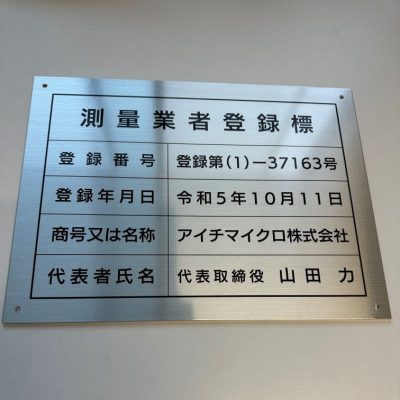 測量業者登録標
登録番号 登録第(1)ー37163号
登録年月日 令和5年10月11日
商号又は名称 アイチマイクロ株式会社
代表者氏名 代表取締役 山田 力